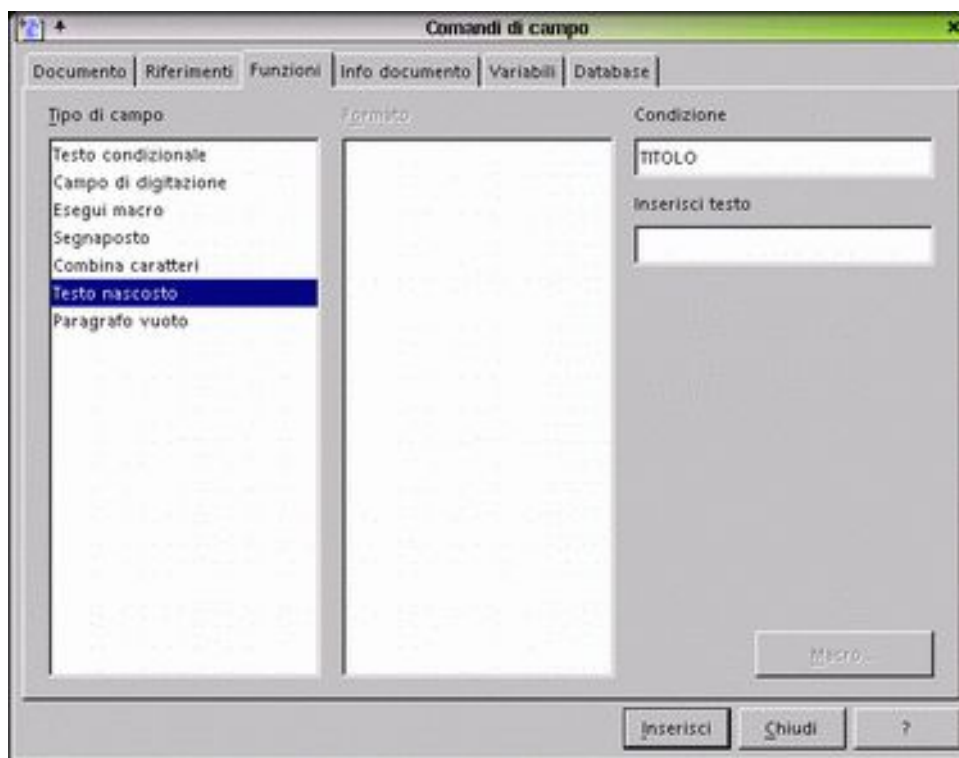 Comandi di campo
Documento Riferimenti Funzioni Info documento Variabili Database
Tipo di campo
Testo condizionale
Campo di digitazione
Esegui macro
Segnaposto
Combina caratteri
Testo nascosto
Paragrafo vuoto
Formato
Condizione
TITOLO
Inserisci testo
Macro...
Inserisci Chiudi ?